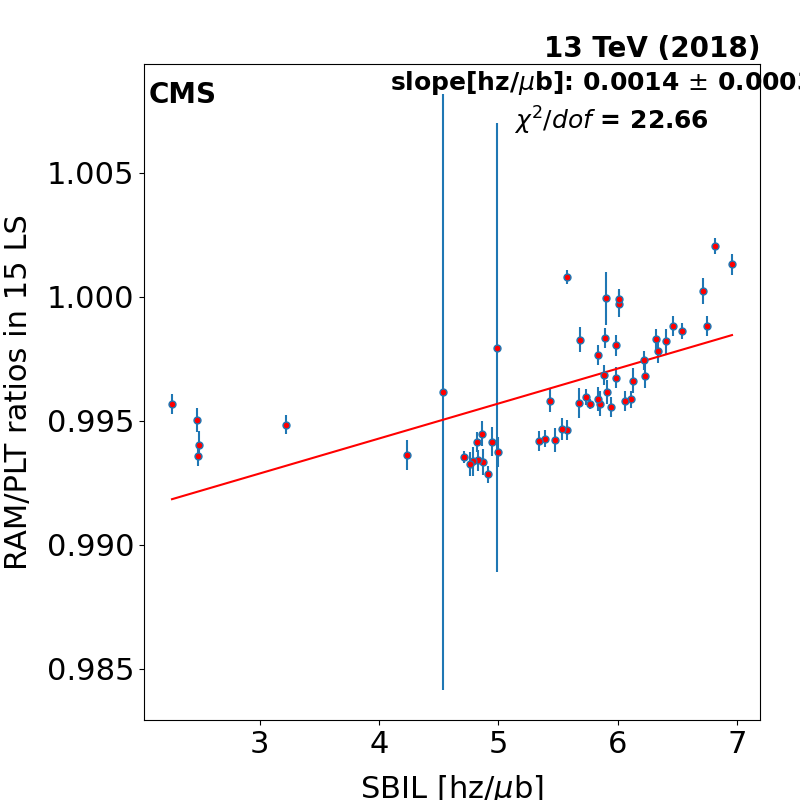 13 TeV (2018)
CMS
slope[hz/μb]: 0.0014 ± 0.0003
χ²/dof = 22.66
RAM/PLT ratios in 15 LS
1.005
1.000
0.995
0.990
0.985
3 4 5 6 7
SBIL [hz/μb]